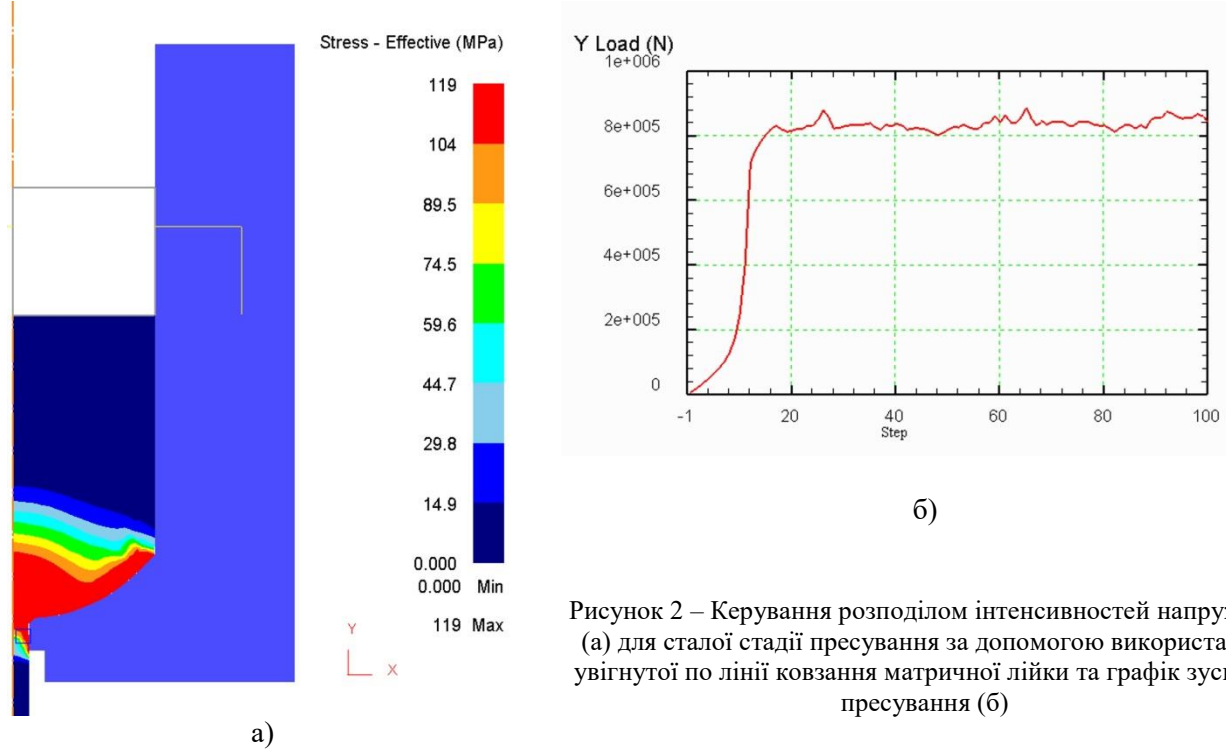 Stress - Effective (MPa)
119
104
89.5
74.5
59.6
44.7
29.8
14.9
0.000
0.000 Min
119 Max
Y
X
а)
Y Load (N)
1e+006
8e+005
6e+005
4e+005
2e+005
0
-1 20 40 60 80 100
Step
б)
Рисунок 2 – Керування розподілом інтенсивностей
(а) для сталої стадії пресування за допомогою
увігнутої по лінії ковзання матричної лійки та графік
пресування (б)